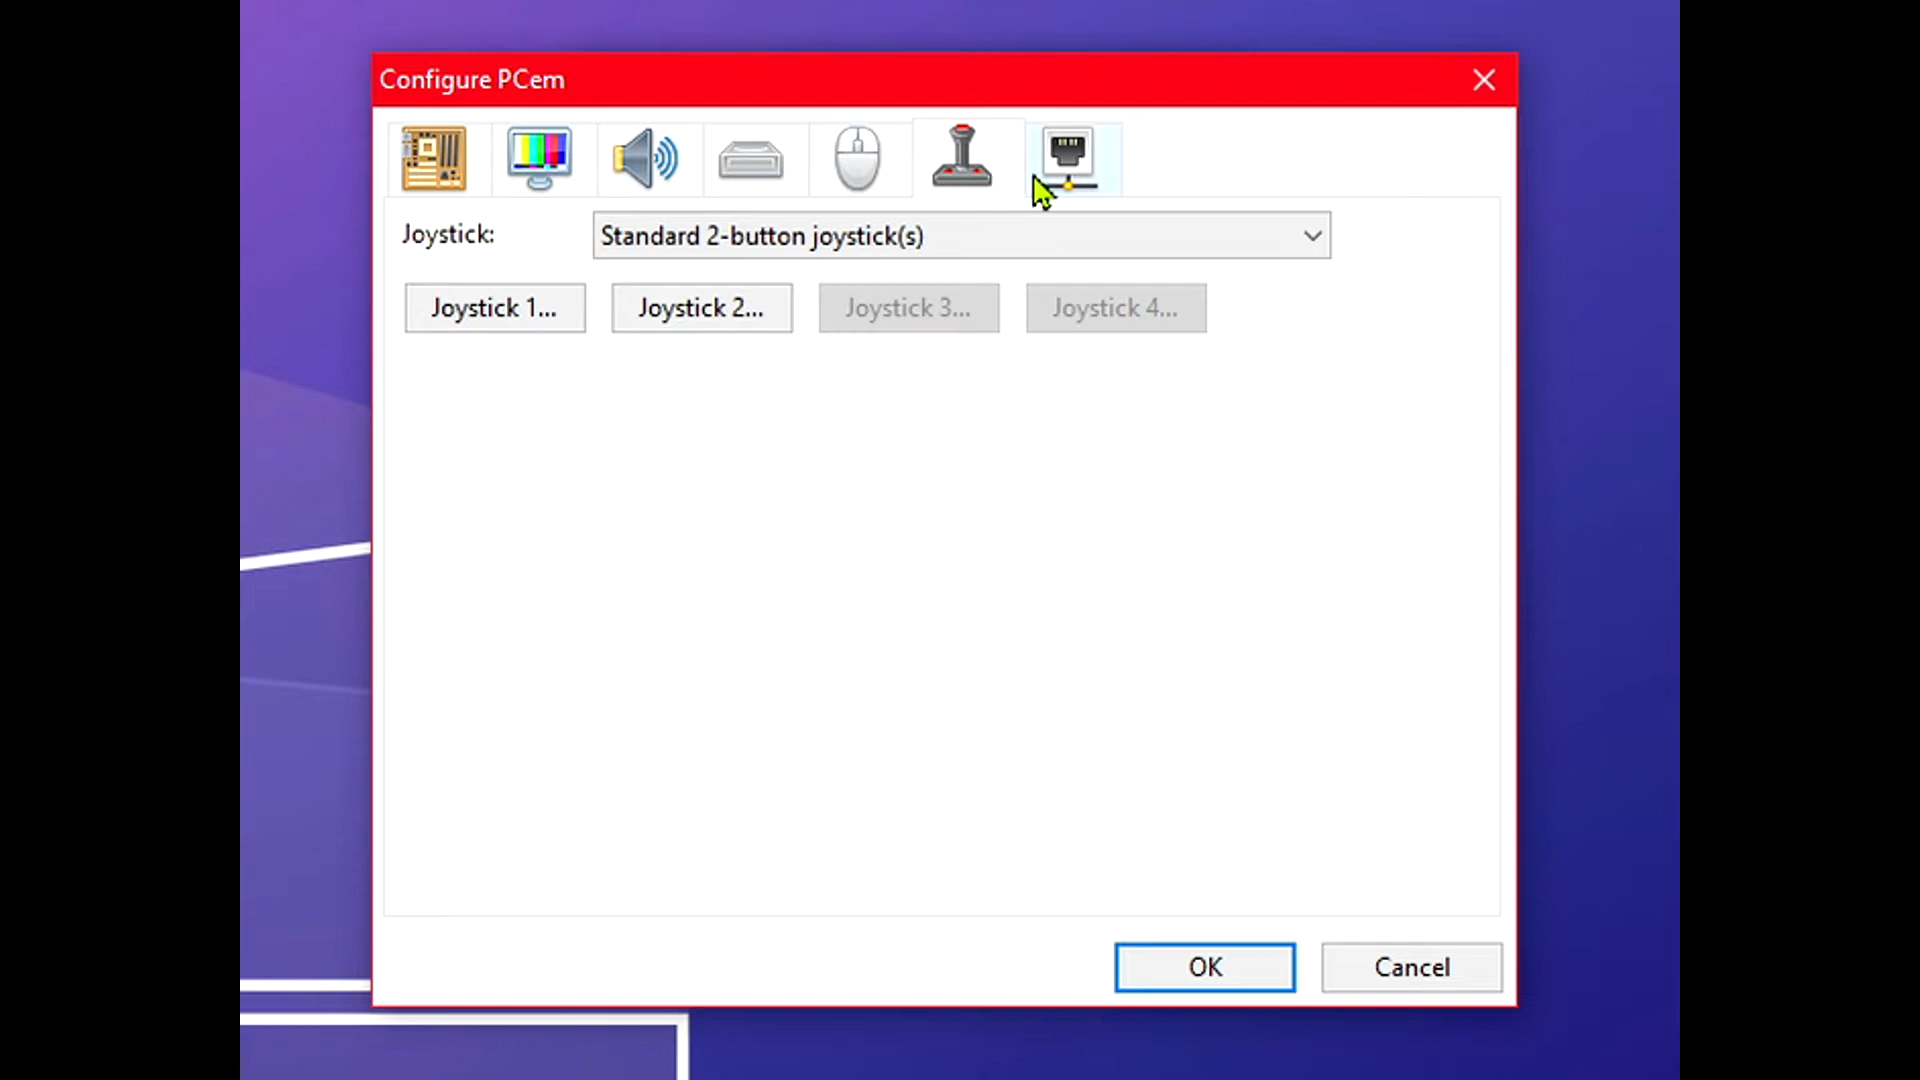 Configure PCem
Joystick:
Standard 2-button joystick(s)
Joystick 1...
Joystick 2...
Joystick 3...
Joystick 4...
OK
Cancel